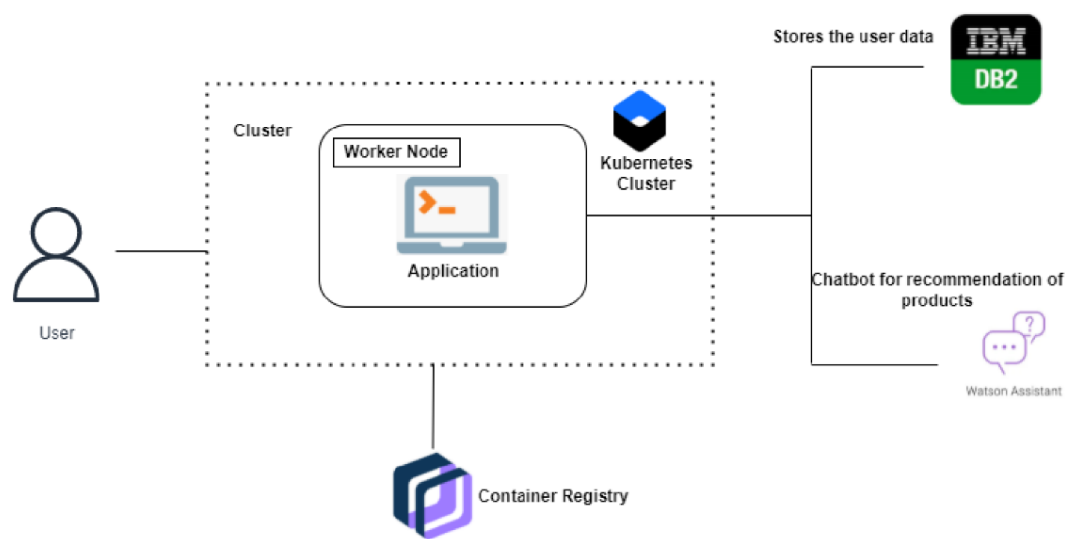 Stores the user data
IBM
DB2
Cluster
Worker Node
Kubernetes
Cluster
Application
User
Chatbot for recommendation of
products
?
Watson Assistant
Container Registry